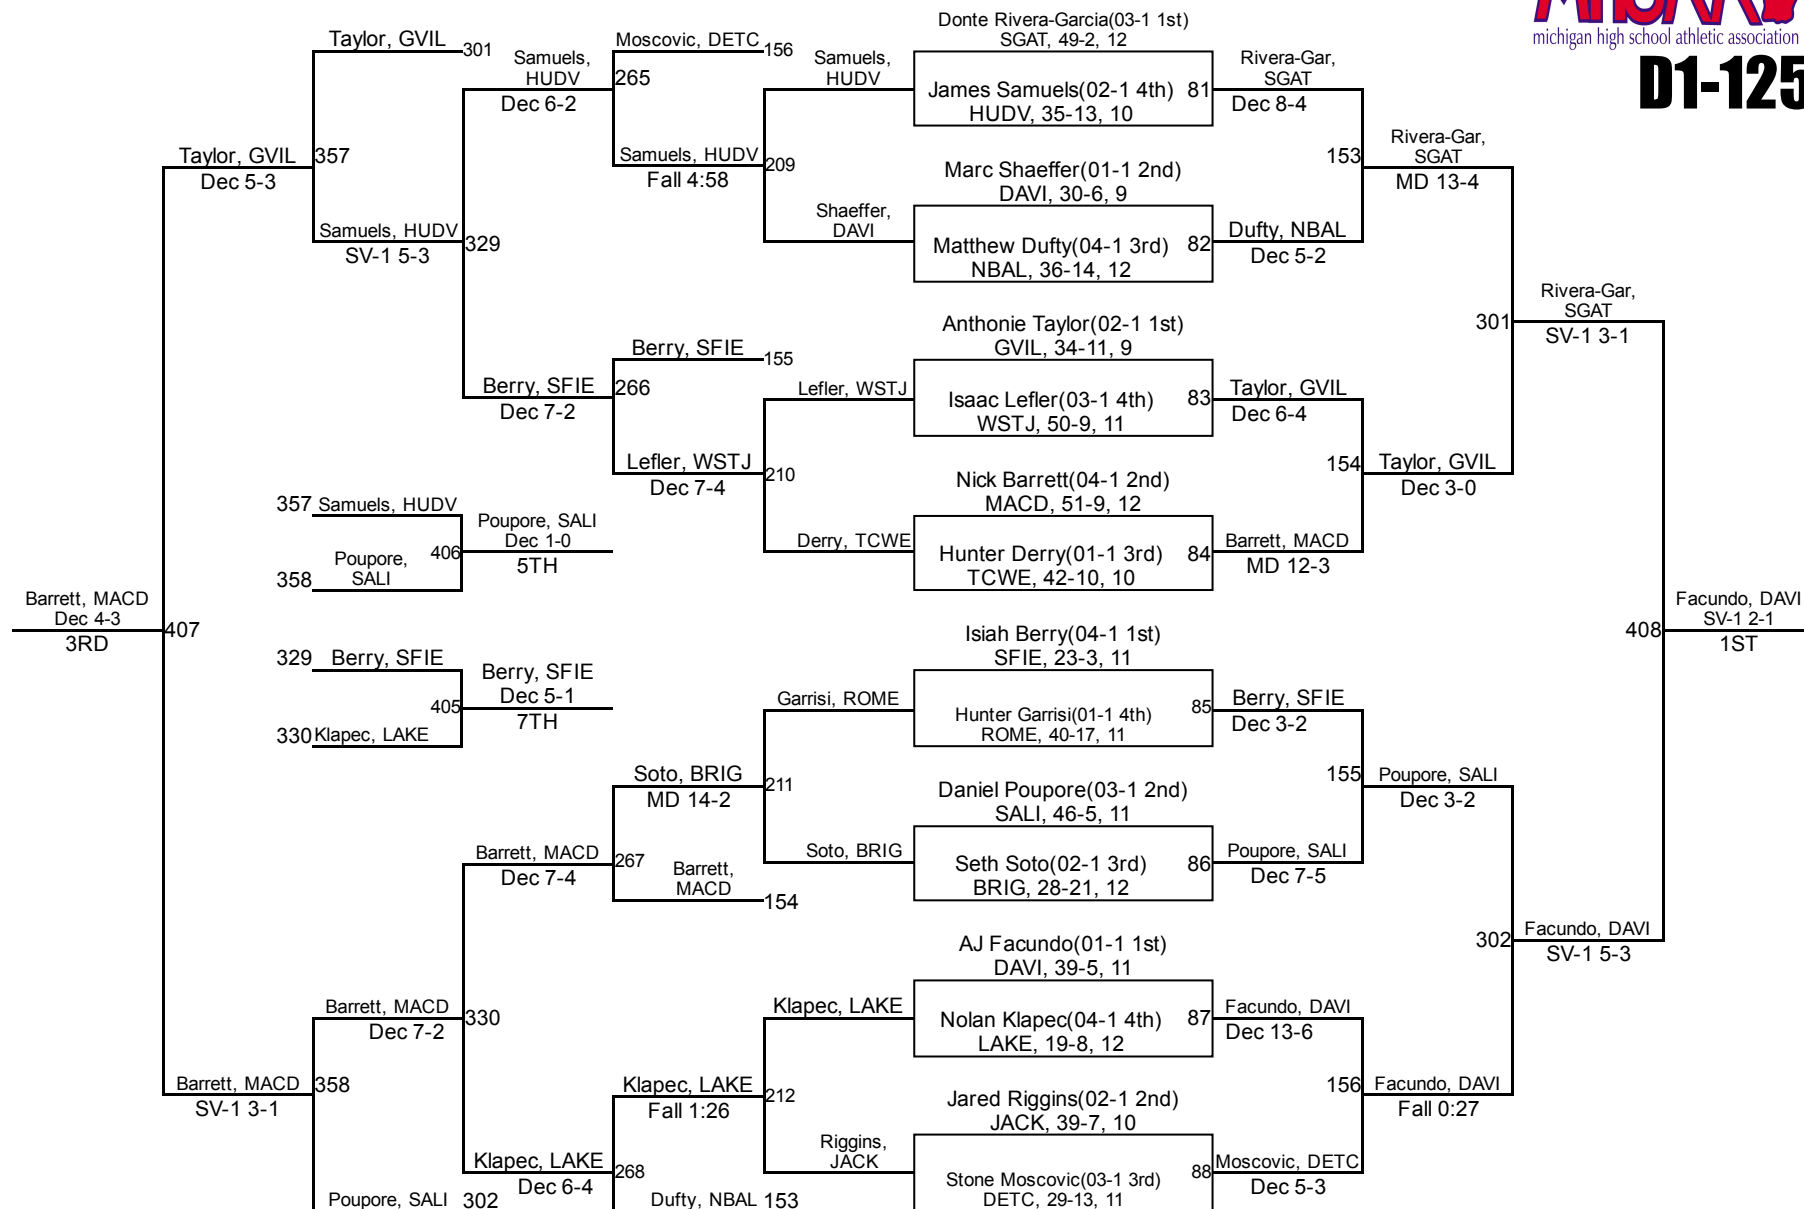 michigan high school athletic association
D1-125
Donte Rivera-Garcia(03-1 1st)
SGAT, 49-2, 12
James Samuels(02-1 4th) 81
HUDV, 35-13, 10
Marc Shaeffer(01-1 2nd)
DAVI, 30-6, 9
Matthew Dufty(04-1 3rd) 82
NBAL, 36-14, 12
Anthonie Taylor(02-1 1st)
GVIL, 34-11, 9
Isaac Lefler(03-1 4th) 83
WSTJ, 50-9, 11
Nick Barrett(04-1 2nd)
MACD, 51-9, 12
Hunter Derry(01-1 3rd) 84
TCWE, 42-10, 10
Isiah Berry(04-1 1st)
SFIE, 23-3, 11
Hunter Garrisi(01-1 4th) 85
ROME, 40-17, 11
Daniel Poupore(03-1 2nd)
SALI, 46-5, 11
Seth Soto(02-1 3rd) 86
BRIG, 28-21, 12
AJ Facundo(01-1 1st)
DAVI, 39-5, 11
Nolan Klapec(04-1 4th) 87
LAKE, 19-8, 12
Jared Riggins(02-1 2nd)
JACK, 39-7, 10
Stone Moscovic(03-1 3rd) 88
DETC, 29-13, 11
Rivera-Gar,
SGAT
Dec 8-4
Dufty, NBAL
Dec 5-2
Taylor, GVIL
Dec 6-4
Barrett, MACD
MD 12-3
Berry, SFIE
Dec 3-2
Poupore, SALI
Dec 7-5
Facundo, DAVI
Dec 13-6
Moscovic, DETC
Dec 5-3
153
Rivera-Gar,
SGAT
MD 13-4
154
Taylor, GVIL
Dec 3-0
155
Poupore, SALI
Dec 3-2
156
Facundo, DAVI
Fall 0:27
301
Rivera-Gar,
SGAT
SV-1 3-1
302
Facundo, DAVI
SV-1 5-3
408
Facundo, DAVI
SV-1 2-1
1ST
Samuels,
HUDV
Shaeffer,
DAVI
Lefler, WSTJ
Derry, TCWE
Garrisi, ROME
Soto, BRIG
Klapec, LAKE
Riggins,
JACK
Moscovic, DETC 156
Samuels, HUDV 209
Fall 4:58
Berry, SFIE 155
Lefler, WSTJ 210
Dec 7-4
Soto, BRIG 211
MD 14-2
Barrett,
MACD
154
Klapec, LAKE 212
Fall 1:26
Dufty, NBAL 153
Samuels,
HUDV
265
Dec 6-2
Berry, SFIE 266
Dec 7-2
Barrett, MACD 267
Dec 7-4
Klapec, LAKE 268
Dec 6-4
Taylor, GVIL 301
Samuels, HUDV 329
SV-1 5-3
Barrett, MACD 330
Dec 7-2
Poupore, SALI 302
Taylor, GVIL 357
Dec 5-3
Barrett, MACD 358
SV-1 3-1
357 Samuels, HUDV
358 Poupore,
SALI
406
Poupore, SALI
Dec 1-0
5TH
329 Berry, SFIE
330 Klapec, LAKE
405
Berry, SFIE
Dec 5-1
7TH
Barrett, MACD
Dec 4-3
407
3RD